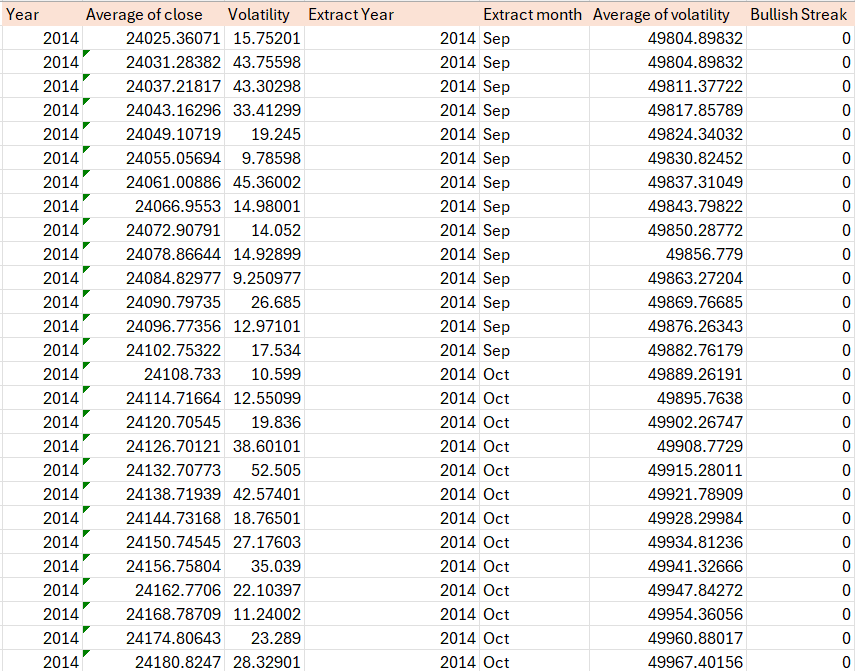 Year Average of close Volatility Extract Year Extract month Average of volatility Bullish Streak
2014 24025.36071 15.75201 2014 Sep 49804.89832 0
2014 24031.28382 43.75598 2014 Sep 49804.89832 0
2014 24037.21817 43.30298 2014 Sep 49811.37722 0
2014 24043.16296 33.41299 2014 Sep 49817.85789 0
2014 24049.10719 19.245 2014 Sep 49824.34032 0
2014 24055.05694 9.78598 2014 Sep 49830.82452 0
2014 24061.00886 45.36002 2014 Sep 49837.31049 0
2014 24066.9553 14.98001 2014 Sep 49843.79822 0
2014 24072.90791 14.052 2014 Sep 49850.28772 0
2014 24078.86644 14.92899 2014 Sep 49856.779 0
2014 24084.82977 9.250977 2014 Sep 49863.27204 0
2014 24090.79735 26.685 2014 Sep 49869.76685 0
2014 24096.77356 12.97101 2014 Sep 49876.26343 0
2014 24102.75322 17.534 2014 Sep 49882.76179 0
2014 24108.733 10.599 2014 Oct 49889.26191 0
2014 24114.71664 12.55099 2014 Oct 49895.7638 0
2014 24120.70545 19.836 2014 Oct 49902.26747 0
2014 24126.70121 38.60101 2014 Oct 49908.7729 0
2014 24132.70773 52.505 2014 Oct 49915.28011 0
2014 24138.71939 42.57401 2014 Oct 49921.78909 0
2014 24144.73168 18.76501 2014 Oct 49928.29984 0
2014 24150.74545 27.17603 2014 Oct 49934.81236 0
2014 24156.75804 35.039 2014 Oct 49941.32666 0
2014 24162.7706 22.10397 2014 Oct 49947.84272 0
2014 24168.78709 11.24002 2014 Oct 49954.36056 0
2014 24174.80643 23.289 2014 Oct 49960.88017 0
2014 24180.8247 28.32901 2014 Oct 49967.40156 0